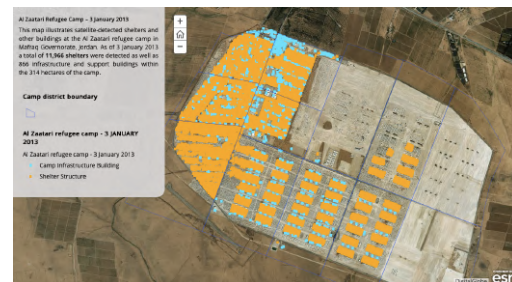 Al Zaatari Refugee Camp – 3 January 2013
This map illustrates satellite-detected shelters and
other buildings at the Al Zaatari refugee camp in
Mafraq Governorate, Jordan. As of 3 January 2013
a total of 11,966 shelters were detected as well as
866 infrastructure and support buildings within
the 314 hectares of the camp.
Camp district boundary
Al Zaatari refugee camp – 3 JANUARY
2013
Al Zaatari refugee camp - 3 January 2013
Camp Infrastructure Building
Shelter Structure
+
−
esri